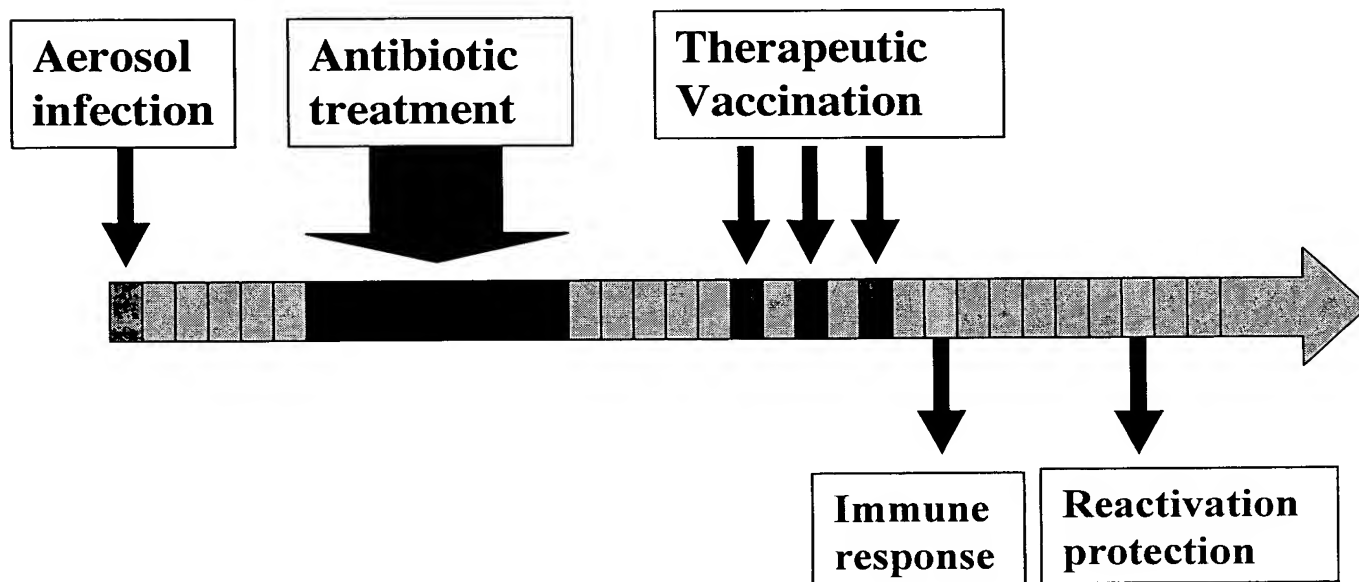 Aerosol
infection
Antibiotic
treatment
Therapeutic
Vaccination
Immune
response
Reactivation
protection